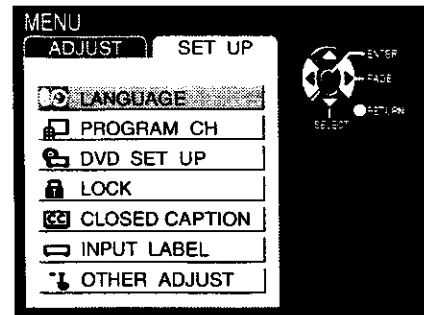 MENU
ADJUST SET UP
LANGUAGE
PROGRAM CH
DVD SET UP
LOCK
CC CLOSED CAPTION
INPUT LABEL
OTHER ADJUST
ENTER
PAGE
RETURN
SELECT